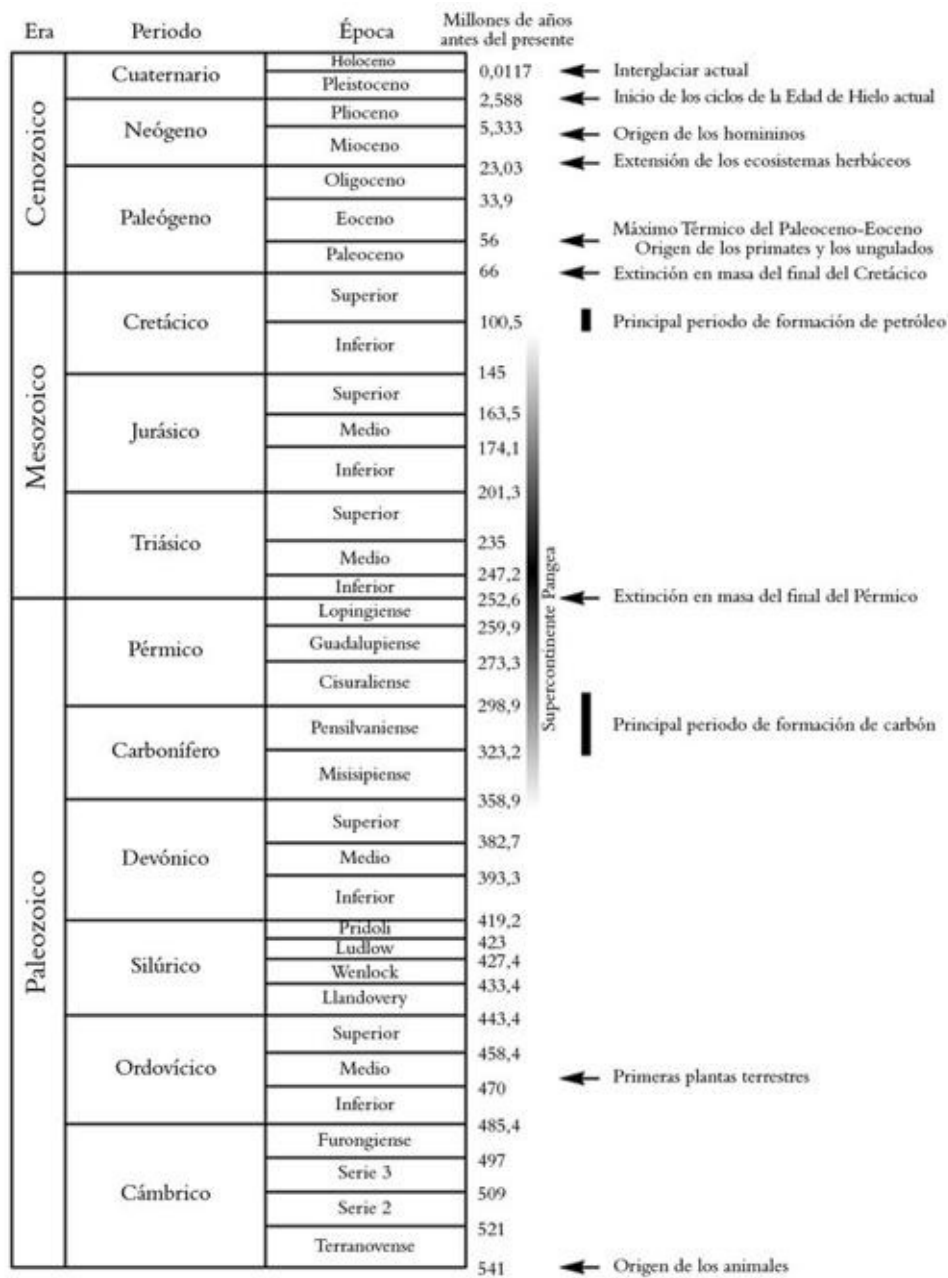 Era Periodo Época Millones de años
antes del presente
Cenozoico
Cuaternario
Holoceno
0,0117
Interglaciar actual
Pleistoceno
2,588
Inicio de los ciclos de la Edad de Hielo actual
Neógeno
Plioceno
5,333
Origen de los homininos
Mioceno
23,03
Extensión de los ecosistemas herbáceos
Paleógeno
Oligoceno
33,9
Eoceno
56
Máximo Térmico del Paleoceno-Eoceno
Origen de los primates y los ungulados
Paleoceno
66
Extinción en masa del final del Cretácico
Mesozoico
Cretácico
Superior
100,5
Principal periodo de formación de petróleo
Inferior
145
Jurásico
Superior
163,5
Medio
174,1
Inferior
201,3
Triásico
Superior
235
Medio
247,2
Inferior
252,6
Extinción en masa del final del Pérmico
Supercontinente Pangea
Paleozoico
Pérmico
Lopingiense
259,9
Guadalupiense
273,3
Cisuraliense
298,9
Principal periodo de formación de carbón
Carbonífero
Pensilvaniense
323,2
Misisipiense
358,9
Devónico
Superior
382,7
Medio
393,3
Inferior
419,2
Silúrico
Pridoli
423
Ludlow
427,4
Wenlock
433,4
Llandovery
443,4
Ordovícico
Superior
458,4
Medio
470
Primeras plantas terrestres
Inferior
485,4
Cámbrico
Furongiense
497
Serie 3
509
Serie 2
521
Terranovense
541
Origen de los animales